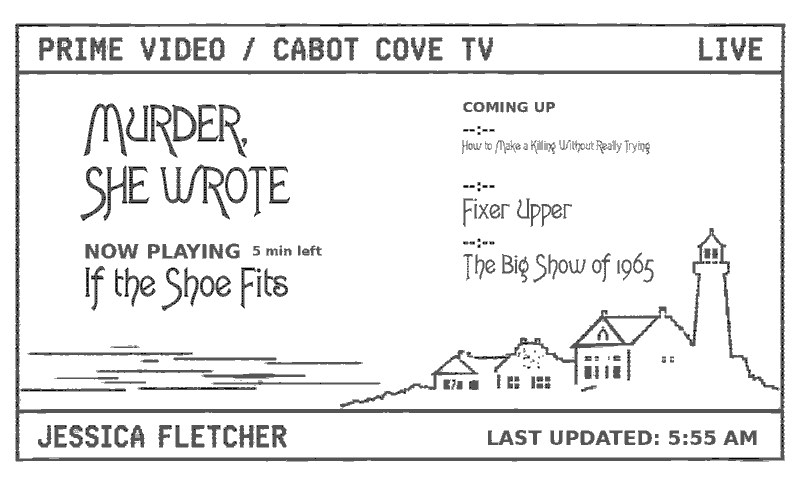 PRIME VIDEO / CABOT COVE TV
LIVE
MURDER,
SHE WROTE
NOW PLAYING 5 min left
If the Shoe Fits
COMING UP
--:--
How to Make a Killing Without Really Trying
--:--
Fixer Upper
--:--
The Big Show of 1965
JESSICA FLETCHER
LAST UPDATED: 5:55 AM